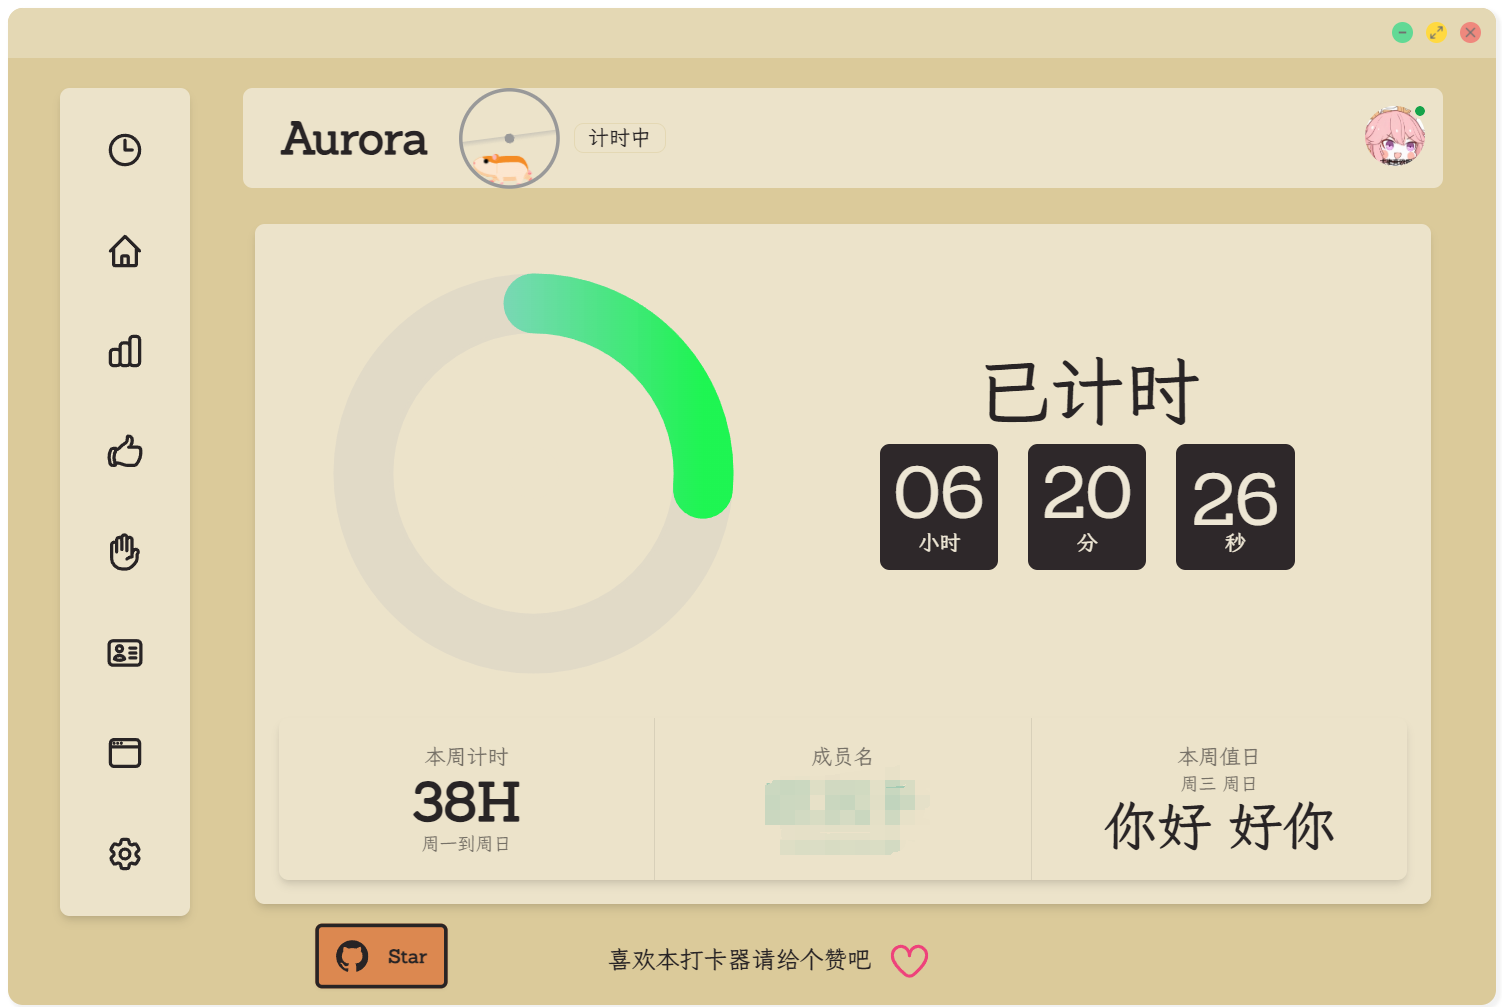 Aurora
计时中
已计时
06 20 26
小时 分 秒
本周计时
38H
周一到周日
成员名
本周值日
周三 周日
你好 好你
Star
喜欢本打卡器请给个赞吧